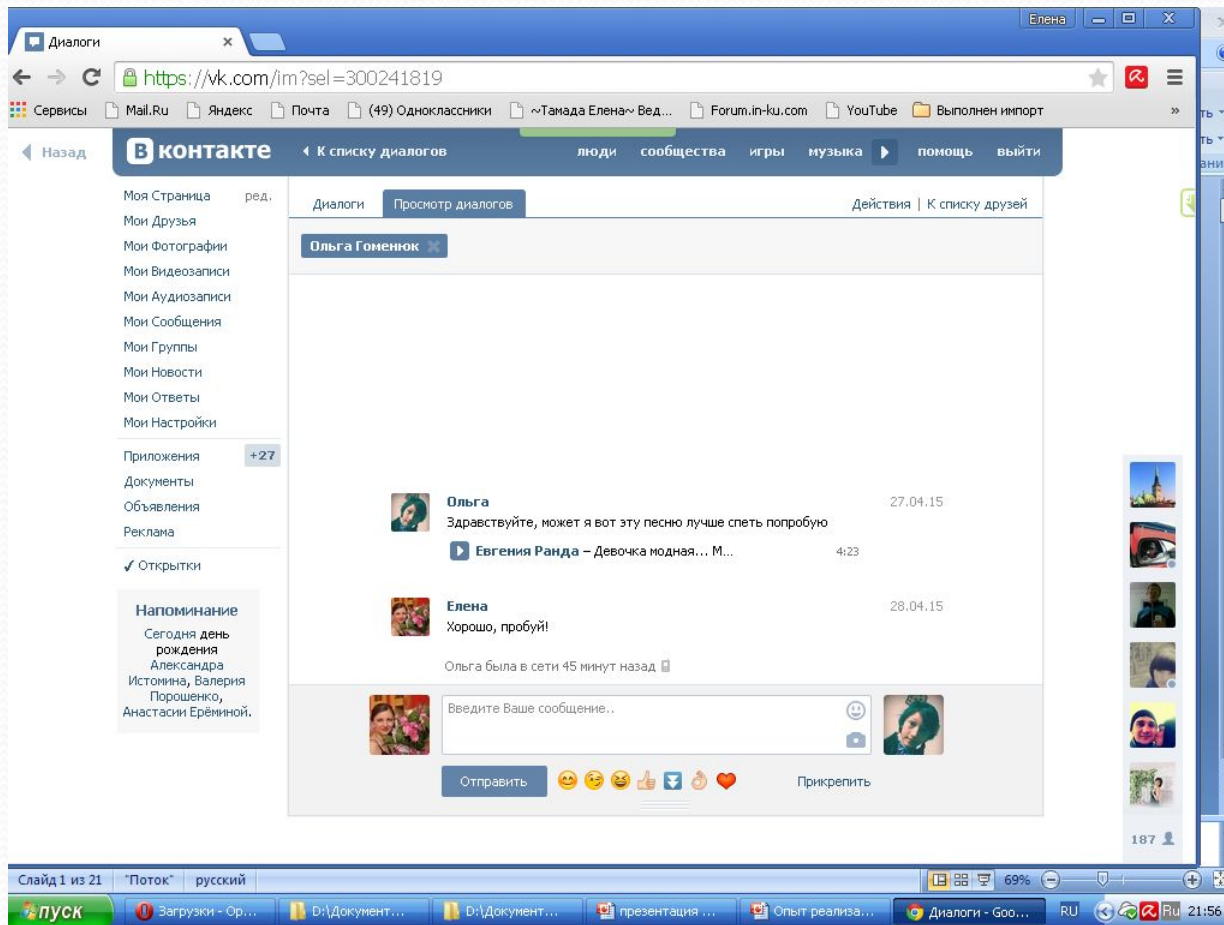 Елена
Диалоги
https://vk.com/im?sel=300241819
Сервисы Mail.Ru Яндекс Почта (49) Одноклассники ~Тамада Елена~ Вед... Forum.in-ku.com YouTube Выполнен импорт »
Назад
В контакте К списку диалогов люди сообщества игры музыка помощь выйти
Моя Страница ред.
Мои Друзья
Мои Фотографии
Мои Видеозаписи
Мои Аудиозаписи
Мои Сообщения
Мои Группы
Мои Новости
Мои Ответы
Мои Настройки
Приложения +27
Документы
Объявления
Реклама
Открытки
Напоминание
Сегодня день
рождения
Александра
Истомина, Валерия
Порошенко,
Анастасии Ерёминой.
Диалоги Просмотр диалогов Действия | К списку друзей
Ольга Гоменюк
Ольга 27.04.15
Здравствуйте, может я вот эту песню лучше спеть попробую
Евгения Ранда – Девочка модная... М... 4:23
Елена 28.04.15
Хорошо, пробуй!
Ольга была в сети 45 минут назад
Введите Ваше сообщение..
Отправить Прикрепить
187
Слайд 1 из 21 "Поток" русский 69%
пуск Загрузки - Op... D:\Документ... D:\Документ... презентация ... Опыт реализа... Диалоги - Goo... RU Ru 21:56